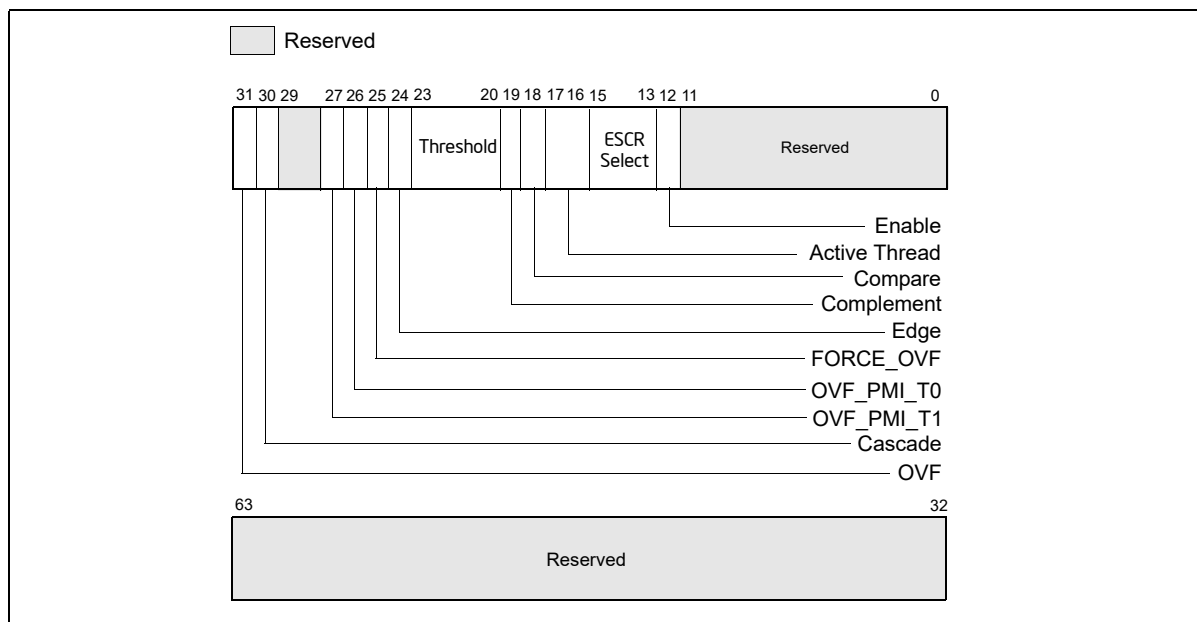 Reserved
31 30 29 27 26 25 24 23 20 19 18 17 16 15 13 12 11 0
Threshold
ESCR
Select
Reserved
Enable
Active Thread
Compare
Complement
Edge
FORCE_OVF
OVF_PMI_T0
OVF_PMI_T1
Cascade
OVF
63 32
Reserved